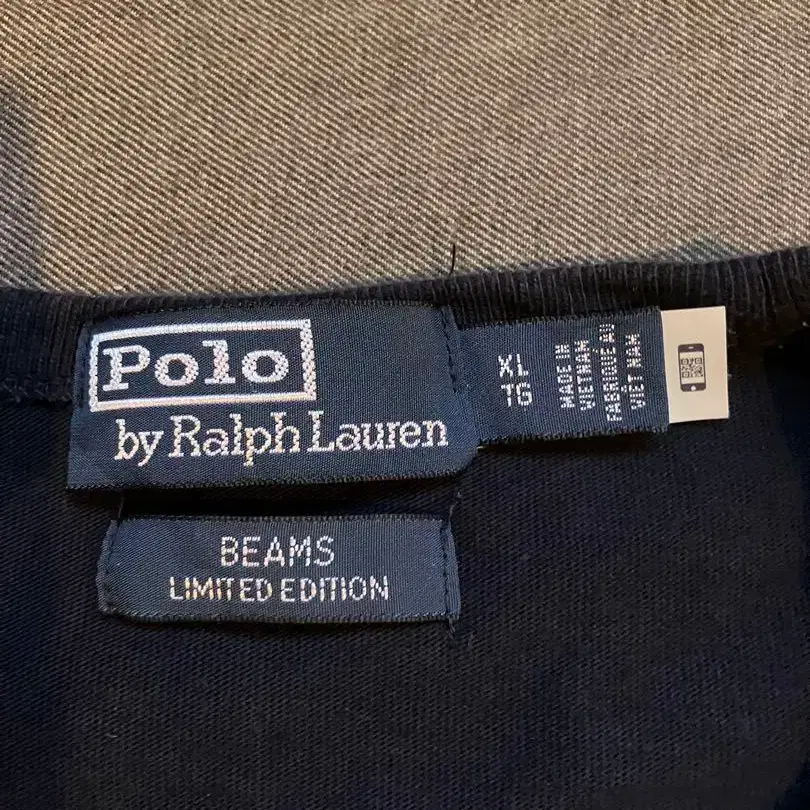 Polo
by Ralph Lauren
XL
TG
MADE IN
VIETNAM
FABRIQUÉ AU
VIET NAM
BEAMS
LIMITED EDITION